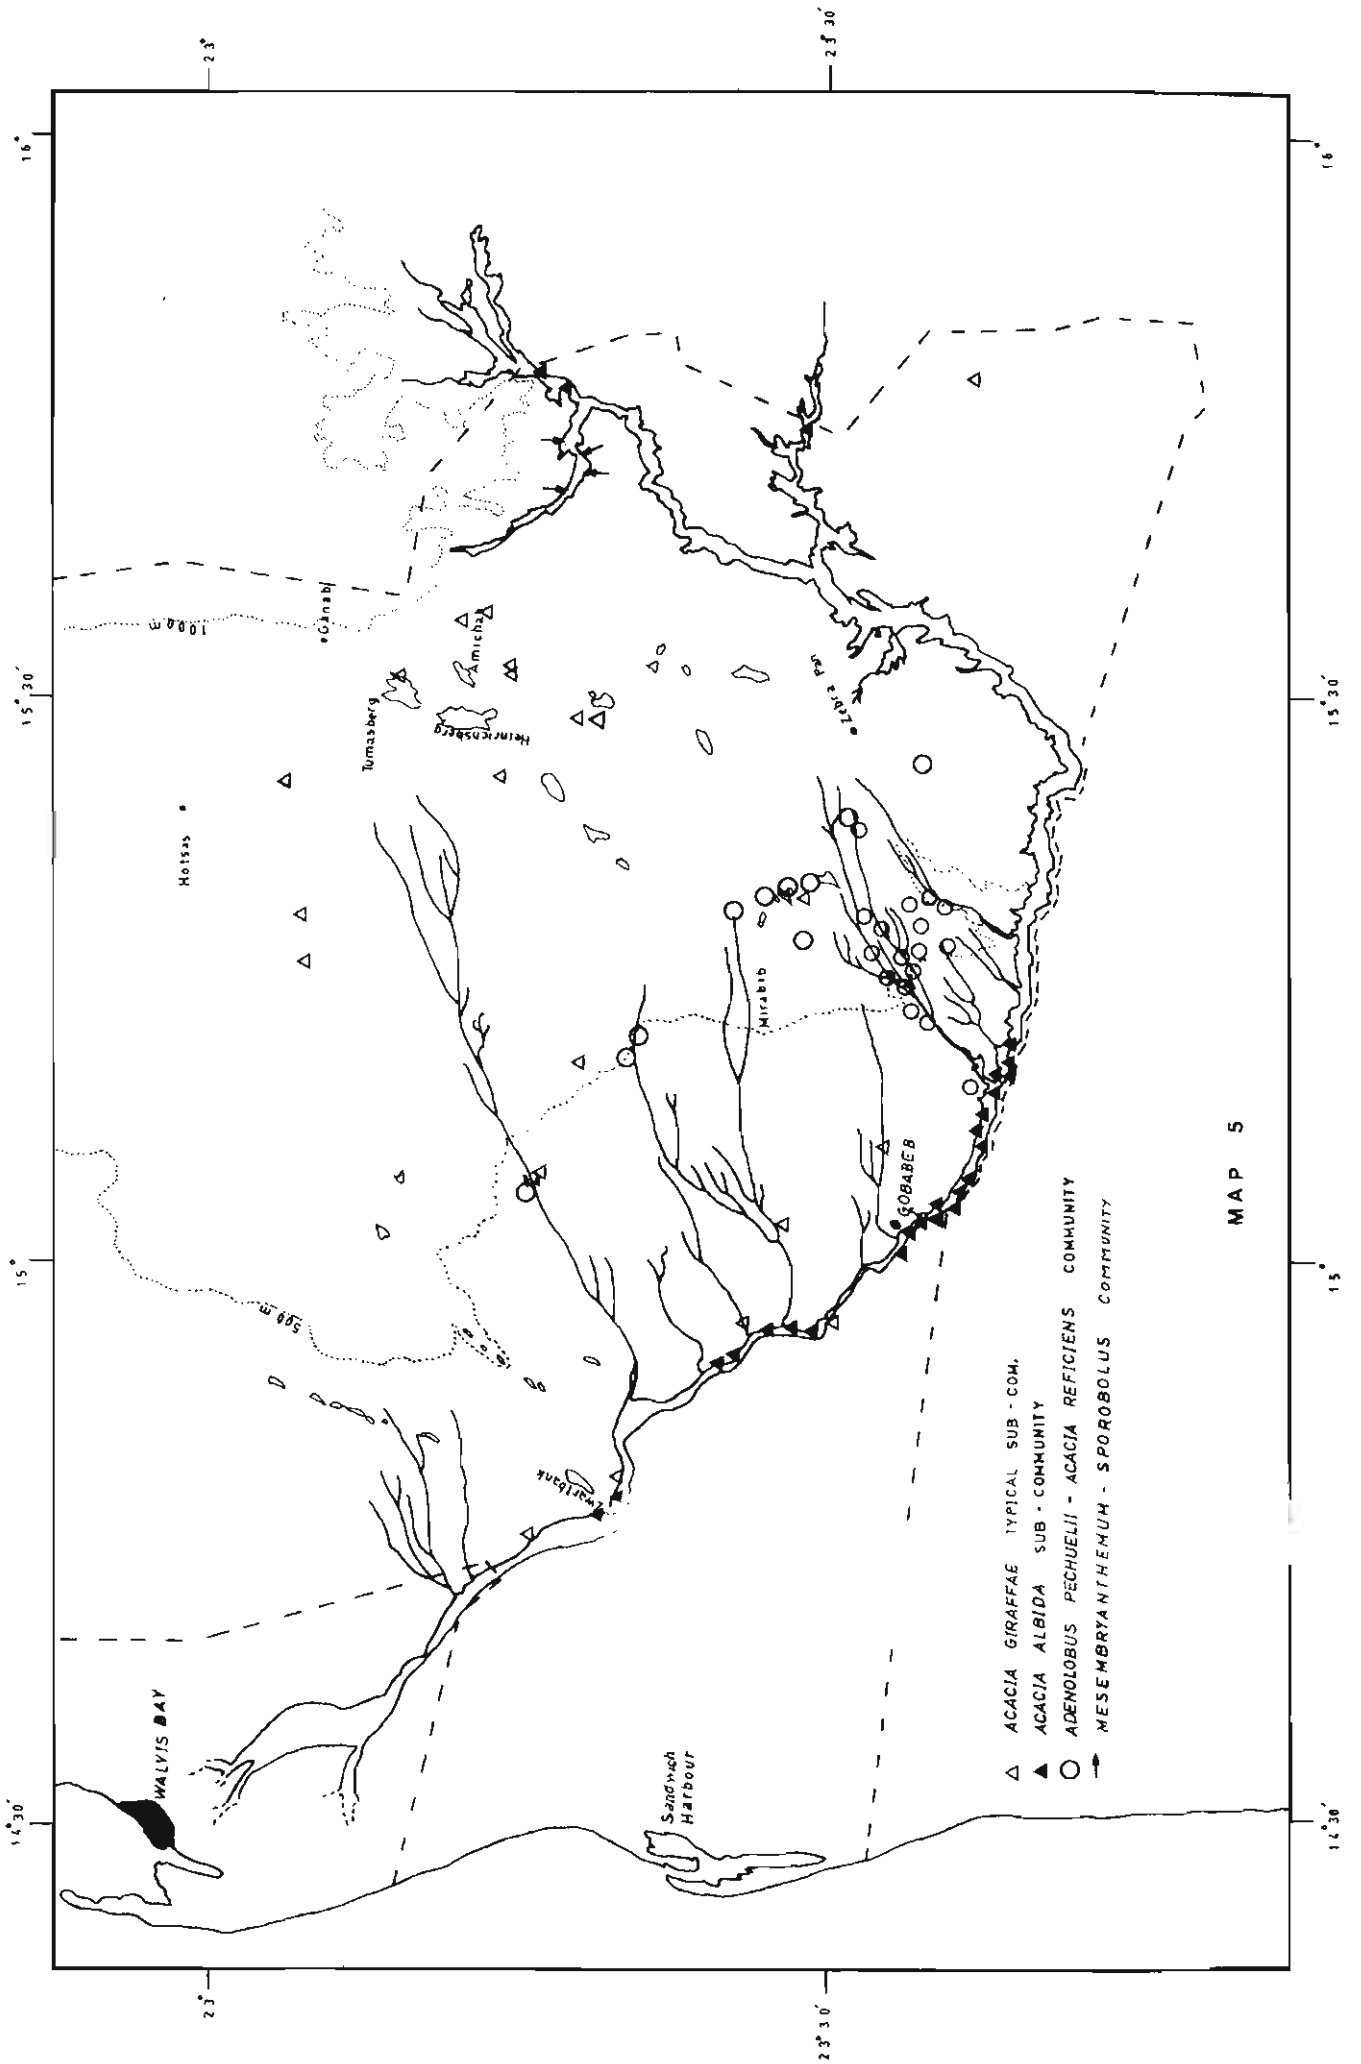 14°30'
15°
15°30'
16°
23°
23°
WALVIS BAY
Hotsas
500 m
1000 m
Ganab
Tumasberg
Heinrichsberg
Amichab
Zwartbank
Sandwich
Harbour
Mirabib
Zebra Pan
GOBABEB
23°30'
23°30'
△ ACACIA GIRAFFAE TYPICAL SUB - COM.
▲ ACACIA ALBIDA SUB - COMMUNITY
○ ADENOLOBUS PECHUELII - ACACIA REFICIENS COMMUNITY
MESEMBRYANTHEMUM - SPOROBOLUS COMMUNITY
MAP 5
14°30'
15°
15°30'
16°